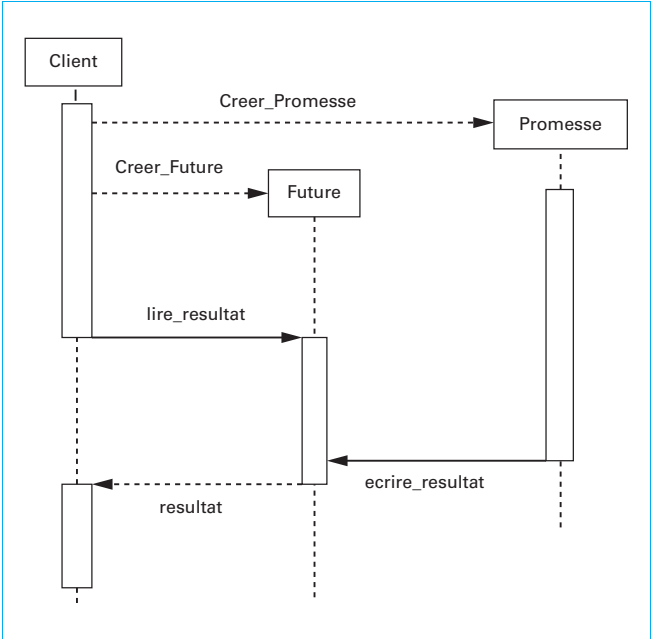 Client
Creer_Promesse
Promesse
Creer_Future
Future
lire_resultat
ecrire_resultat
resultat